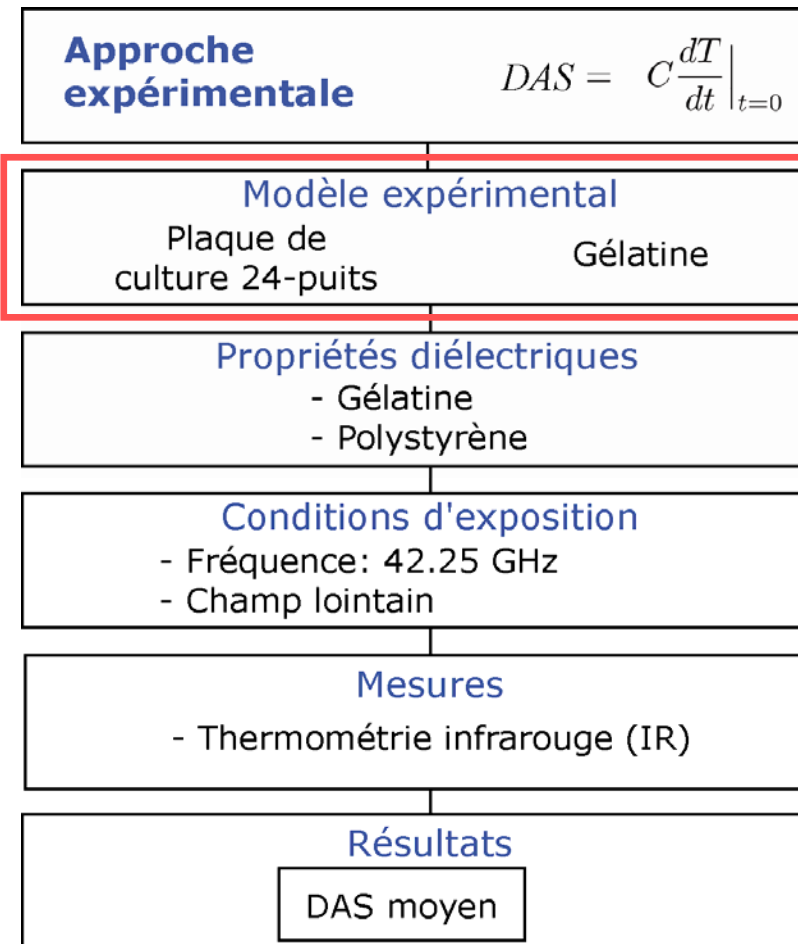 Approche
expérimentale
DAS = C dT/dt |t=0
Modèle expérimental
Plaque de
culture 24-puits
Gélatine
Propriétés diélectriques
- Gélatine
- Polystyrène
Conditions d'exposition
- Fréquence: 42.25 GHz
- Champ lointain
Mesures
- Thermométrie infrarouge (IR)
Résultats
DAS moyen